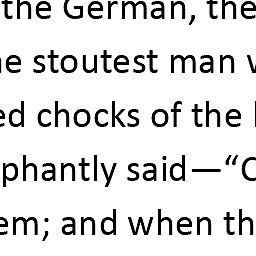 the German, the
e stoutest man
ed chocks of the
phantly said—“C
em; and when th